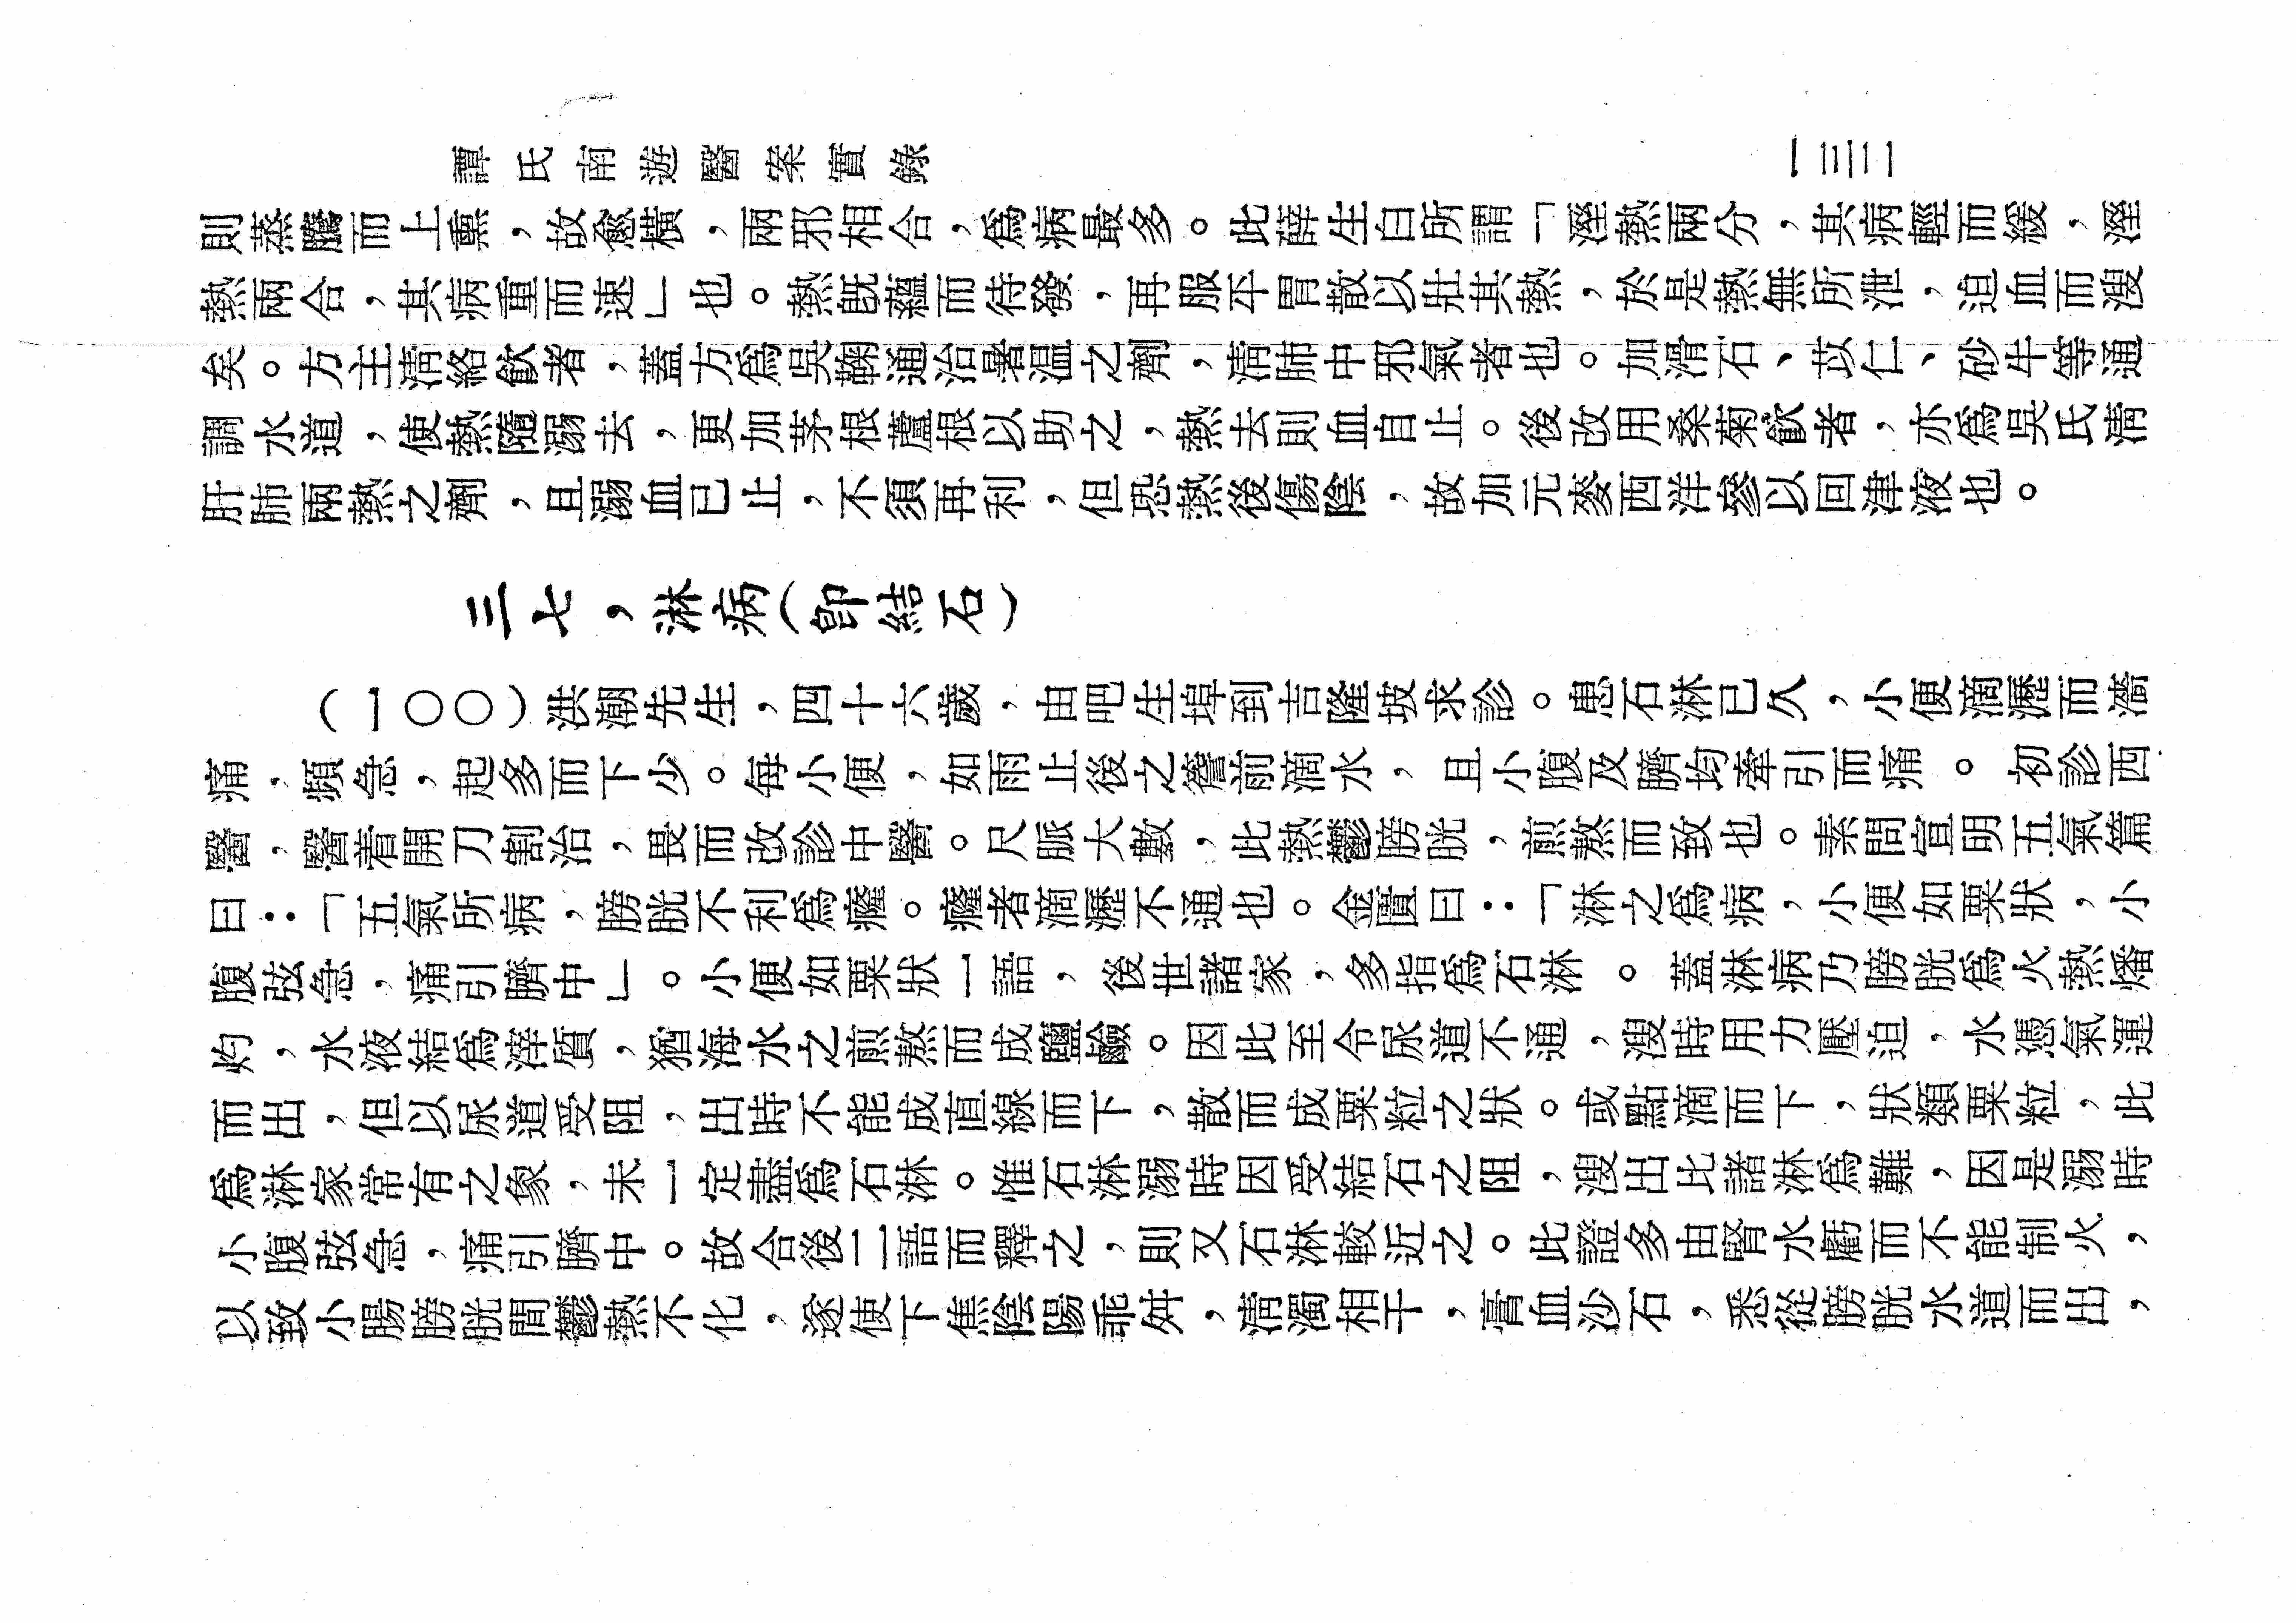 譚氏南遊醫案實錄
一三二
則蒸騰而上熏，故愈橫，兩邪相合，爲病最多。此薛生白所謂「溼熱兩分，其病輕而緩，溼
熱兩合，其病重而速」也。熱旣蘊而待發，再服平胃散以壯其熱，於是熱無所泄，迫血而溲
矣。方主淸絡飮者，蓋方爲吳鞠通治暑温之劑，淸肺中邪氣者也。加滑石、苡仁、砂牛等通
調水道，使熱隨溺去，更加茅根蘆根以助之，熱去則血自止。後改用桑菊飮者，亦爲吳氏淸
肝肺兩熱之劑，且溺血已止，不須再利，但恐熱後傷陰，故加元麥西洋參以回津液也。
三七，淋病（卽結石）
（一〇〇）洪潮先生，四十六歲，由吧生埠到吉隆坡求診。患石淋已久，小便滴瀝而濇
痛，頻急，起多而下少。每小便，如雨止後之簷前滴水，且小腹及臍均牽引而痛。初診西
醫，醫着開刀割治，畏而改診中醫。尺脈大數，此熱鬱膀胱，煎熬而致也。素問宣明五氣篇
曰：「五氣所病，膀胱不利爲癃。癃者滴瀝不通也。金匱曰：「淋之爲病，小便如粟狀，小
腹弦急，痛引臍中」。小便如粟狀一語，後世諸家，多指爲石淋。蓋淋病乃膀胱爲火熱燔
灼，水液結爲滓質，猶海水之煎熬而成鹽鹼。因此至令尿道不通，溲時用力壓迫，水憑氣運
而出，但以尿道受阻，出時不能成直線而下，散而成粟粒之狀。或點滴而下，狀類粟粒，此
爲淋家常有之象，未一定盡爲石淋。惟石淋溺時因受結石之阻，溲出比諸淋爲難，因是溺時
小腹弦急，痛引臍中。故合後二語而釋之，則又石淋較近之。此證多由腎水虧而不能制火，
以致小腸膀胱間鬱熱不化，遂使下焦陰陽乖舛，淸濁相干，膏血沙石，悉從膀胱水道而出，